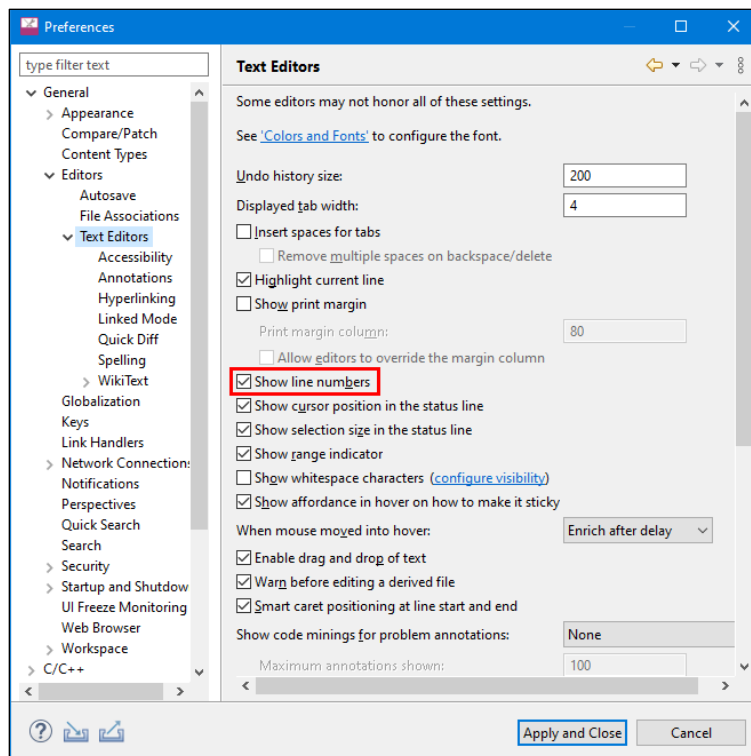 Preferences
type filter text
General
Appearance
Compare/Patch
Content Types
Editors
Autosave
File Associations
Text Editors
Accessibility
Annotations
Hyperlinking
Linked Mode
Quick Diff
Spelling
WikiText
Globalization
Keys
Link Handlers
Network Connection:
Notifications
Perspectives
Quick Search
Search
Security
Startup and Shutdow
UI Freeze Monitoring
Web Browser
Workspace
C/C++
Text Editors
Some editors may not honor all of these settings.
See 'Colors and Fonts' to configure the font.
Undo history size: 200
Displayed tab width: 4
Insert spaces for tabs
Remove multiple spaces on backspace/delete
Highlight current line
Show print margin
Print margin column: 80
Allow editors to override the margin column
Show line numbers
Show cursor position in the status line
Show selection size in the status line
Show range indicator
Show whitespace characters (configure visibility)
Show affordance in hover on how to make it sticky
When mouse moved into hover: Enrich after delay
Enable drag and drop of text
Warn before editing a derived file
Smart caret positioning at line start and end
Show code minings for problem annotations: None
Maximum annotations shown: 100
Apply and Close Cancel